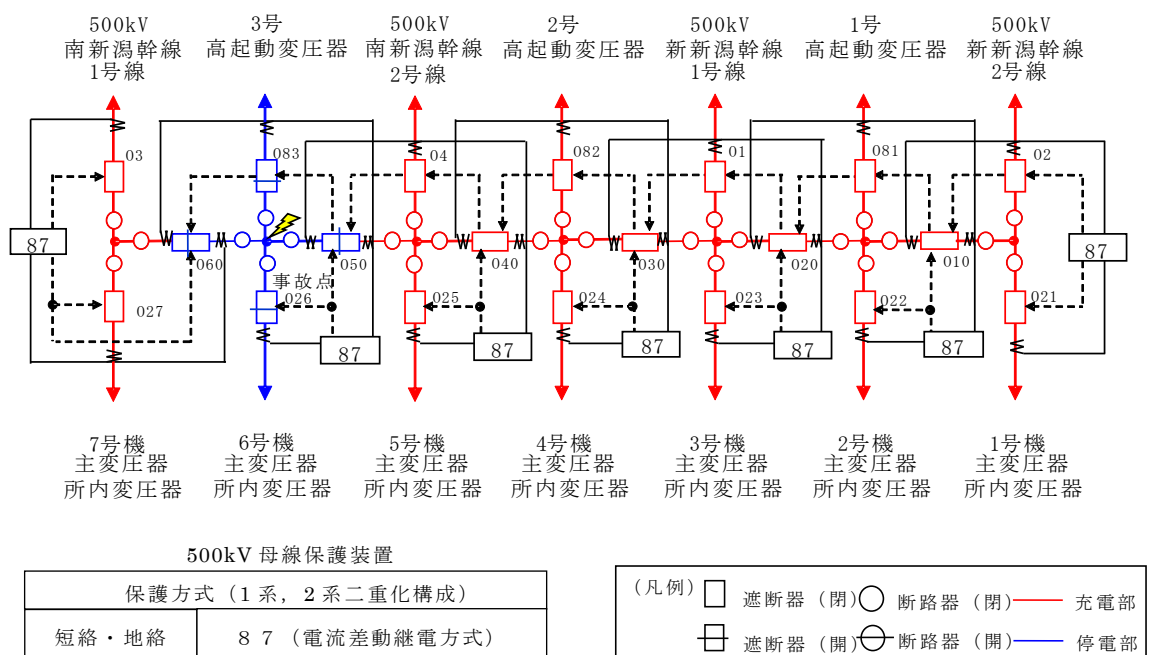 500kV
南新潟幹線
1号線
3号
高起動変圧器
500kV
南新潟幹線
2号線
2号
高起動変圧器
500kV
新新潟幹線
1号線
1号
高起動変圧器
500kV
新新潟幹線
2号線
03
083
04
082
01
081
02
87
060
050
040
030
020
010
87
事故点
027
026
025
024
023
022
021
87
87
87
87
87
7号機
主変圧器
所内変圧器
6号機
主変圧器
所内変圧器
5号機
主変圧器
所内変圧器
4号機
主変圧器
所内変圧器
3号機
主変圧器
所内変圧器
2号機
主変圧器
所内変圧器
1号機
主変圧器
所内変圧器
500kV 母線保護装置
保護方式（1系，2系二重化構成）
短絡・地絡 87（電流差動継電方式）
（凡例） 遮断器（閉） 断路器（閉） 充電部
遮断器（開） 断路器（開） 停電部